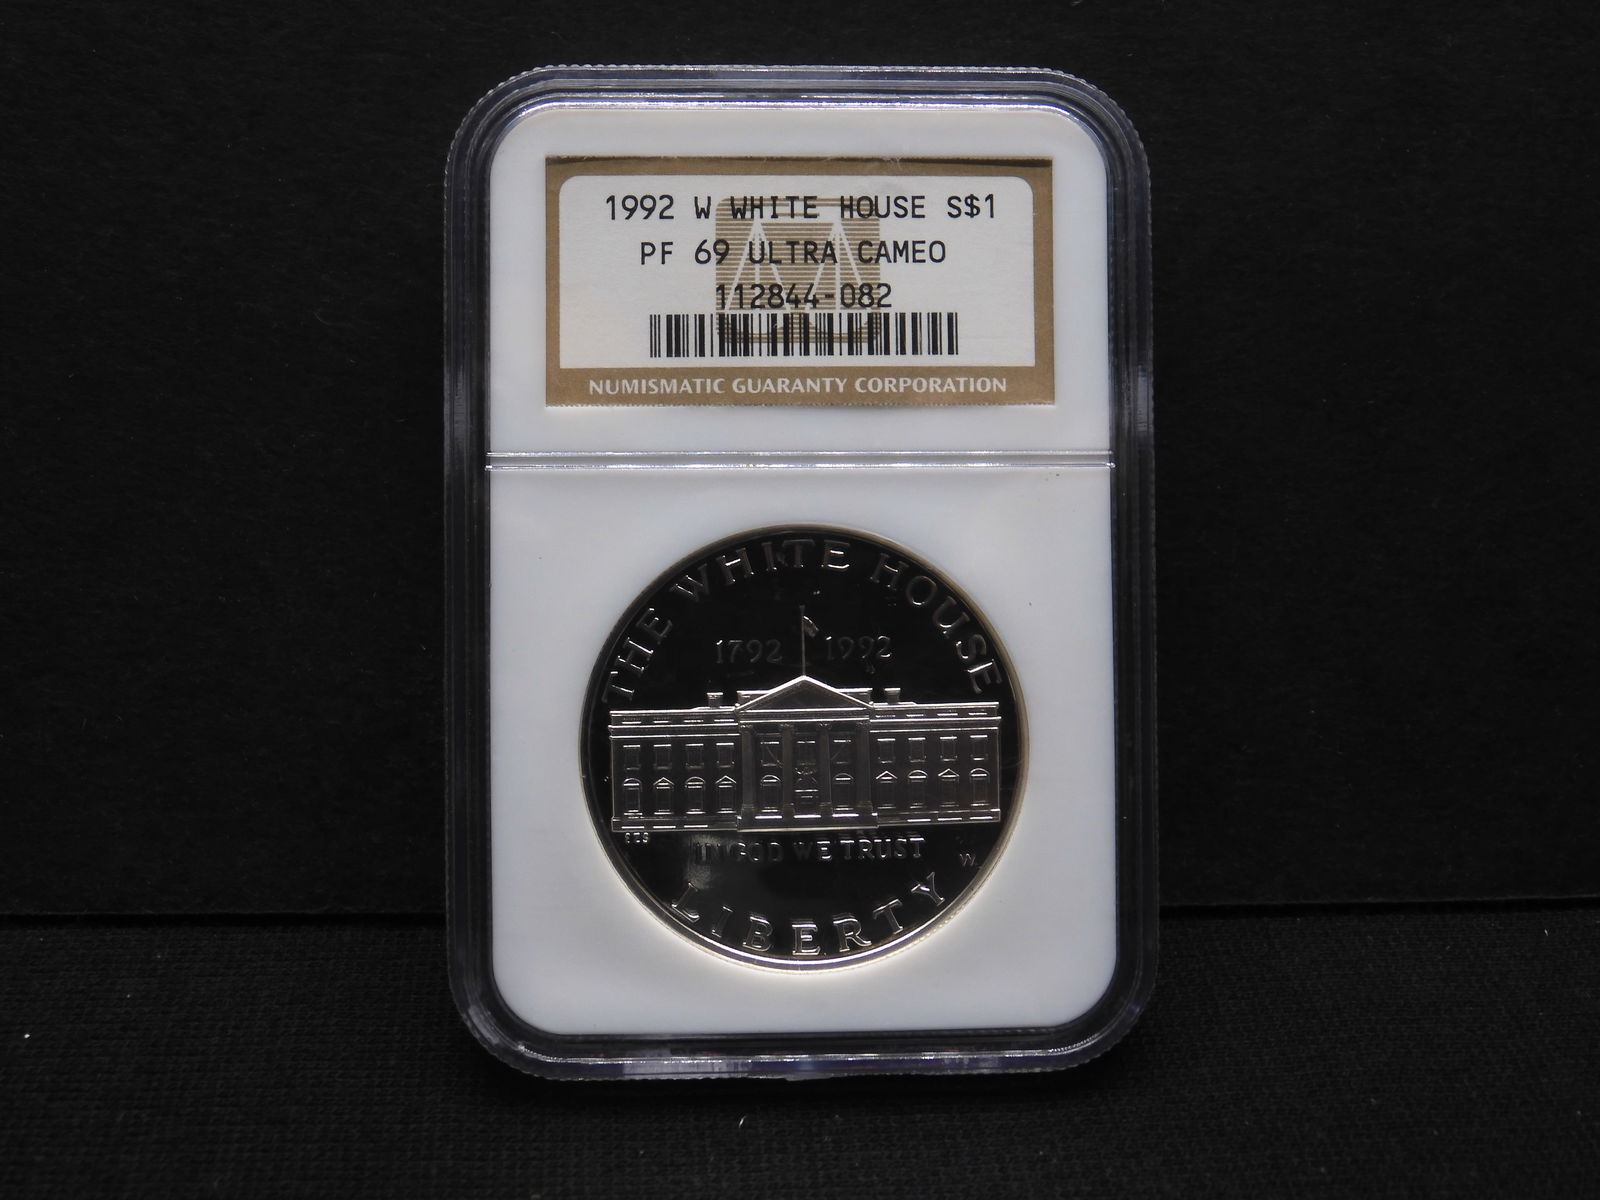 1992 W WHITE HOUSE S$1
PF 69 ULTRA CAMEO
112844-082
NUMISMATIC GUARANTY CORPORATION
THE WHITE HOUSE
1792 1992
IN GOD WE TRUST
W
LIBERTY